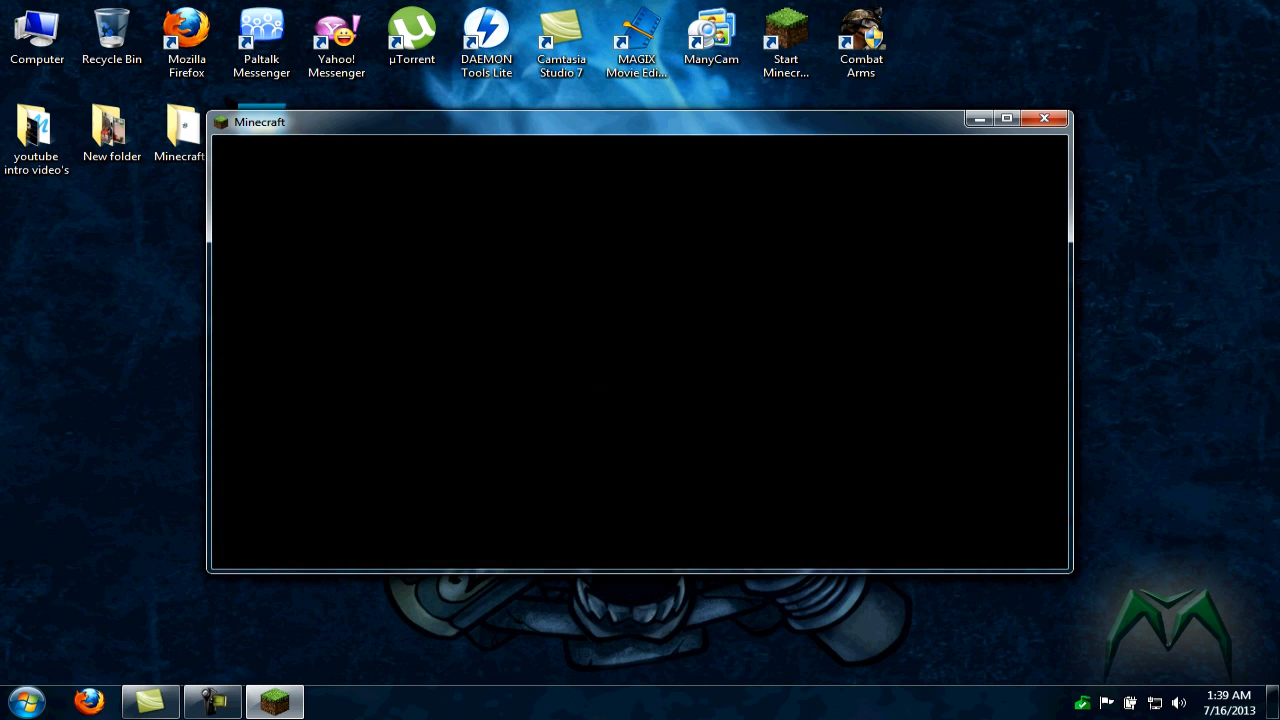 Computer
Recycle Bin
Mozilla
Firefox
Paltalk
Messenger
Yahoo!
Messenger
µTorrent
DAEMON
Tools Lite
Camtasia
Studio 7
MAGIX
Movie Edi...
ManyCam
Start
Minecr...
Combat
Arms
youtube
intro video's
New folder
Minecraft
Minecraft
1:39 AM
7/16/2013